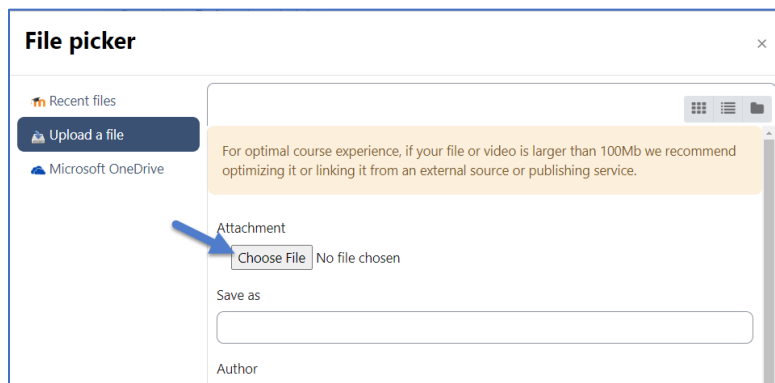 File picker
×
Recent files
Upload a file
Microsoft OneDrive
For optimal course experience, if your file or video is larger than 100Mb we recommend
optimizing it or linking it from an external source or publishing service.
Attachment
Choose File No file chosen
Save as
Author